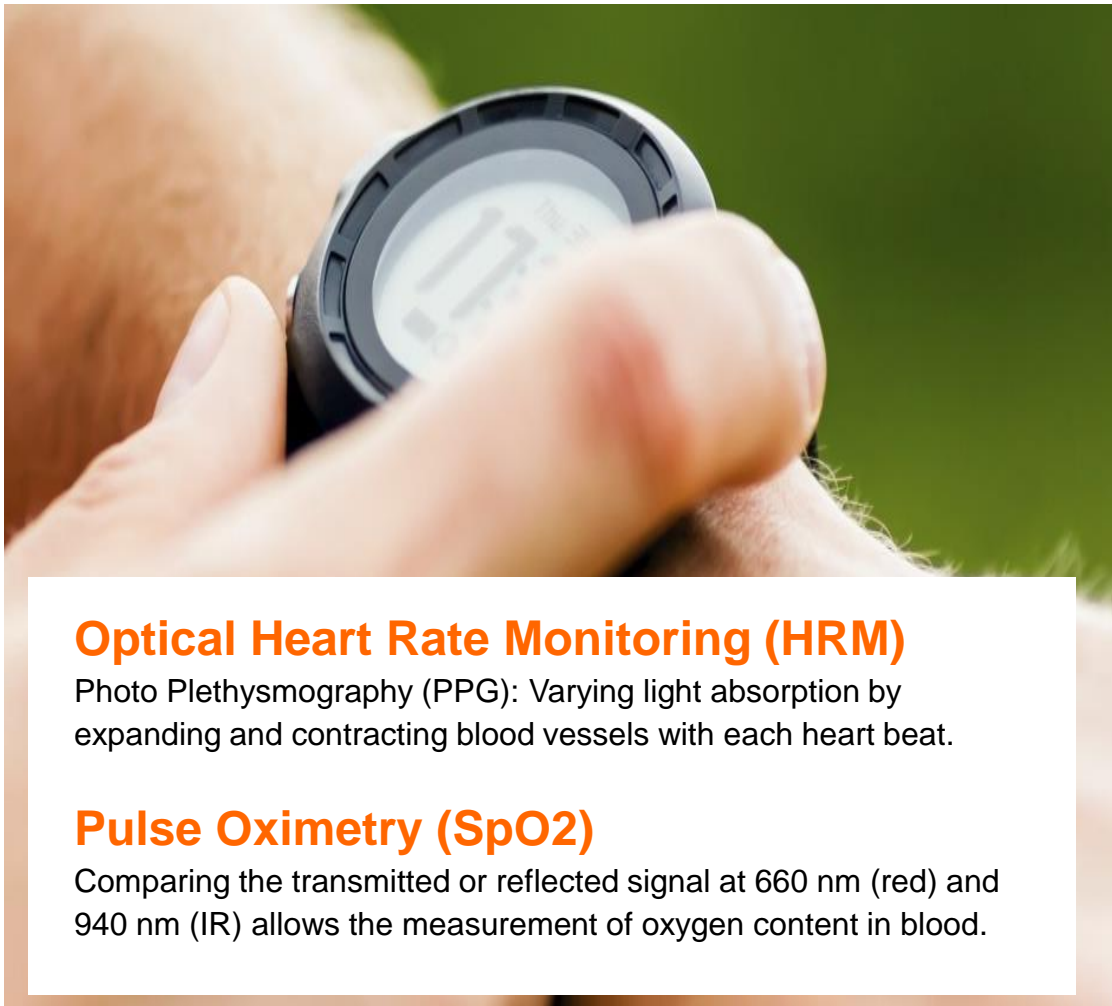 Optical Heart Rate Monitoring (HRM)
Photo Plethysmography (PPG): Varying light absorption by
expanding and contracting blood vessels with each heart beat.
Pulse Oximetry (SpO2)
Comparing the transmitted or reflected signal at 660 nm (red) and
940 nm (IR) allows the measurement of oxygen content in blood.